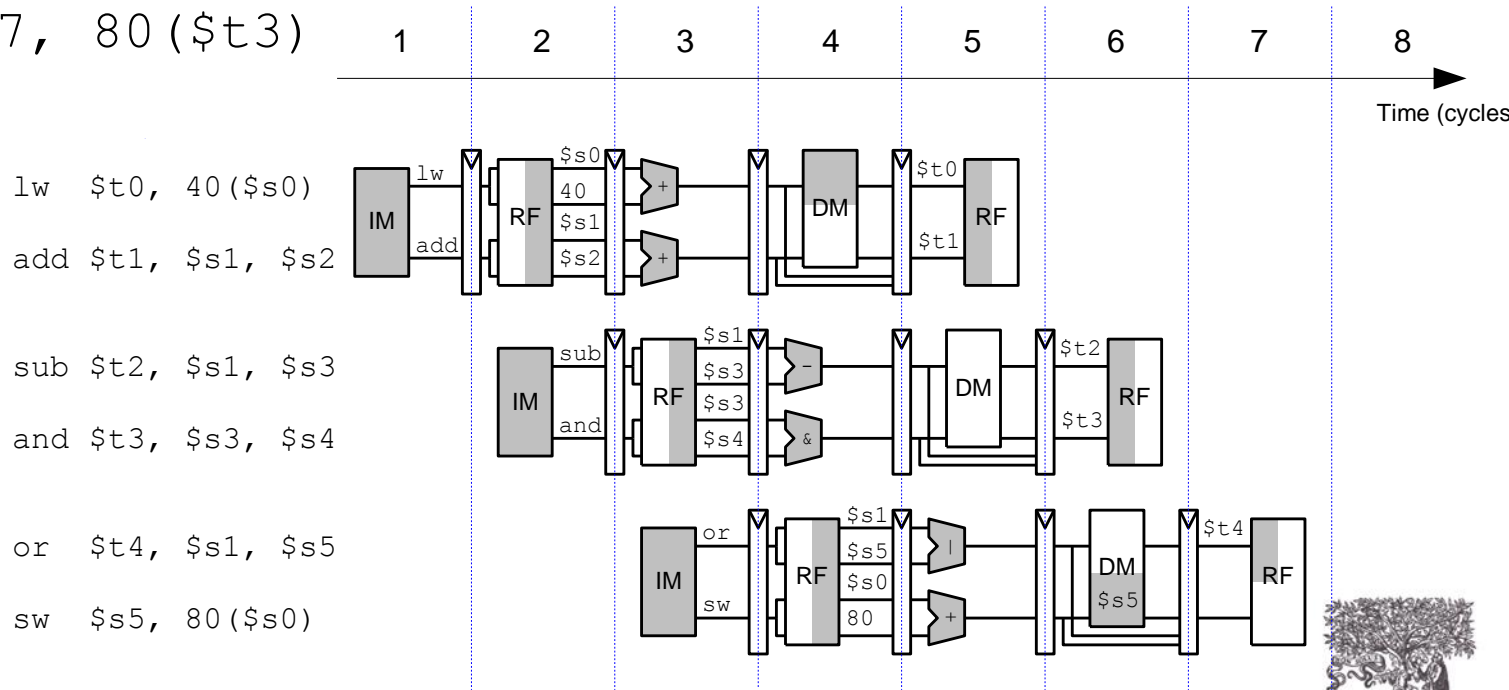 7, 80($t3)
1 2 3 4 5 6 7 8
Time (cycles
lw $t0, 40($s0)
add $t1, $s1, $s2
IM
lw
add
RF
$s0
40
$s1
$s2
+
+
DM
$t0
$t1
RF
sub $t2, $s1, $s3
and $t3, $s3, $s4
IM
sub
and
RF
$s1
$s3
$s3
$s4
-
&
DM
$t2
$t3
RF
or $t4, $s1, $s5
sw $s5, 80($s0)
IM
or
sw
RF
$s1
$s5
$s0
80
|
+
DM
$s5
$t4
RF